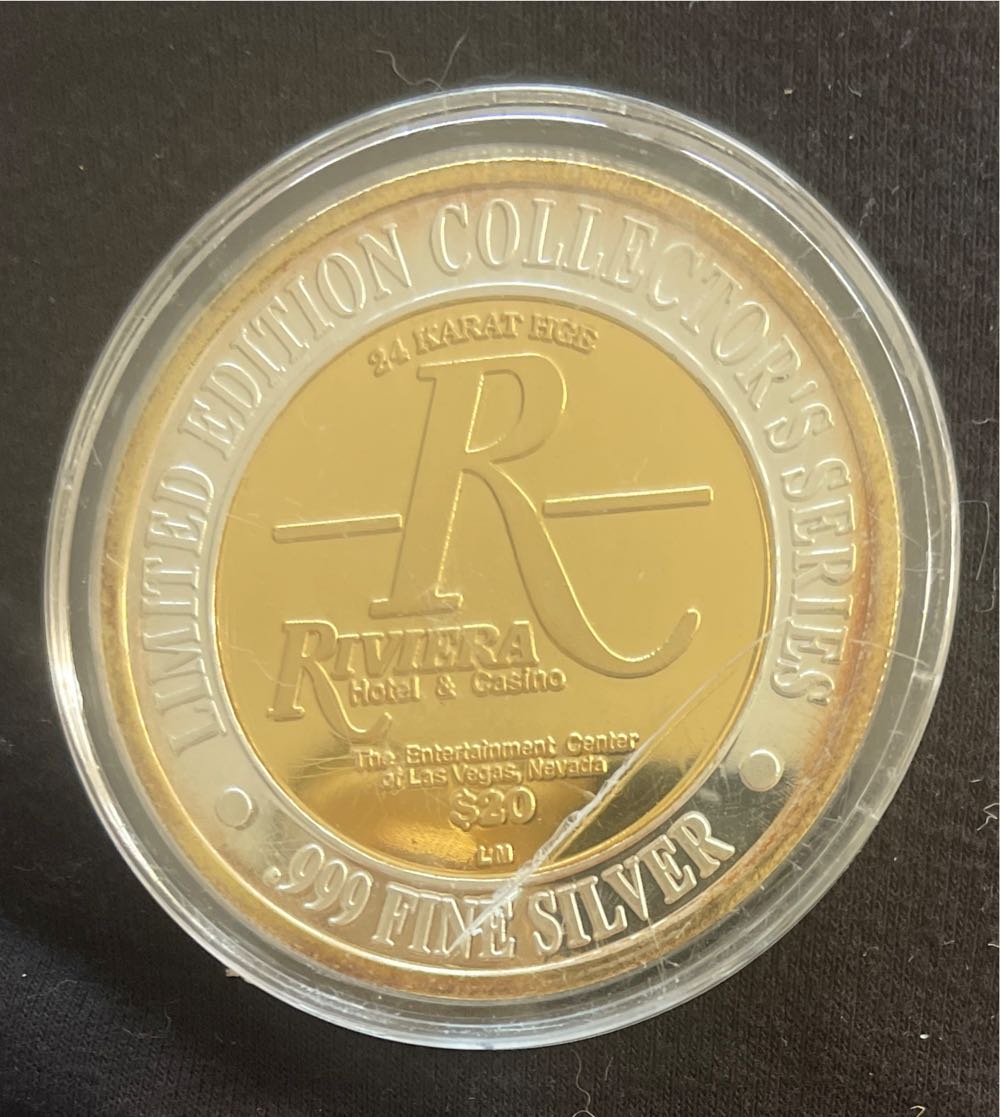 LIMITED EDITION COLLECTOR'S SERIES
24 KARAT HGE
R
RIVIERA
Hotel & Casino
The Entertainment Center
of Las Vegas, Nevada
$20
LM
.999 FINE SILVER